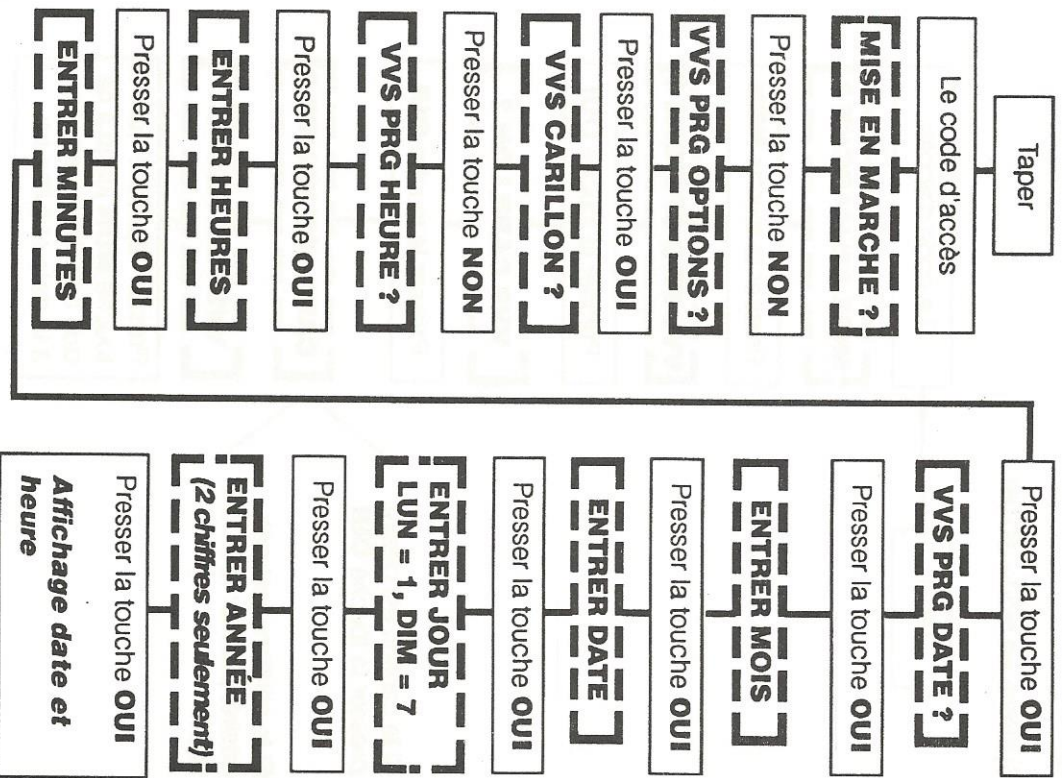 Taper
Le code d'accès
MISE EN MARCHE ?
Presser la touche NON
VVS PRG OPTIONS ?
Presser la touche OUI
VVS CARILLON ?
Presser la touche NON
VVS PRG HEURE ?
Presser la touche OUI
ENTRER HEURES
Presser la touche OUI
ENTRER MINUTES
Presser la touche OUI
VVS PRG DATE ?
Presser la touche OUI
ENTRER MOIS
Presser la touche OUI
ENTRER DATE
Presser la touche OUI
ENTRER JOUR
LUN = 1, DIM = 7
Presser la touche OUI
ENTRER ANNÉE
(2 chiffres seulement)
Presser la touche OUI
Affichage date et
heure